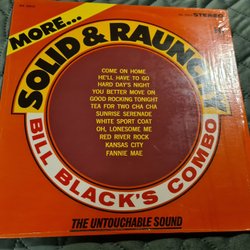 STEREO
MORE...
SOLID & RAUNCH
COME ON HOME
HE'LL HAVE TO GO
HARD DAY'S NIGHT
YOU BETTER MOVE ON
GOOD ROCKING TONIGHT
TEA FOR TWO CHA CHA
SUNRISE SERENADE
WHITE SPORT COAT
OH, LONESOME ME
RED RIVER ROCK
KANSAS CITY
FANNIE MAE
BILL BLACK'S COMBO
THE UNTOUCHABLE SOUND